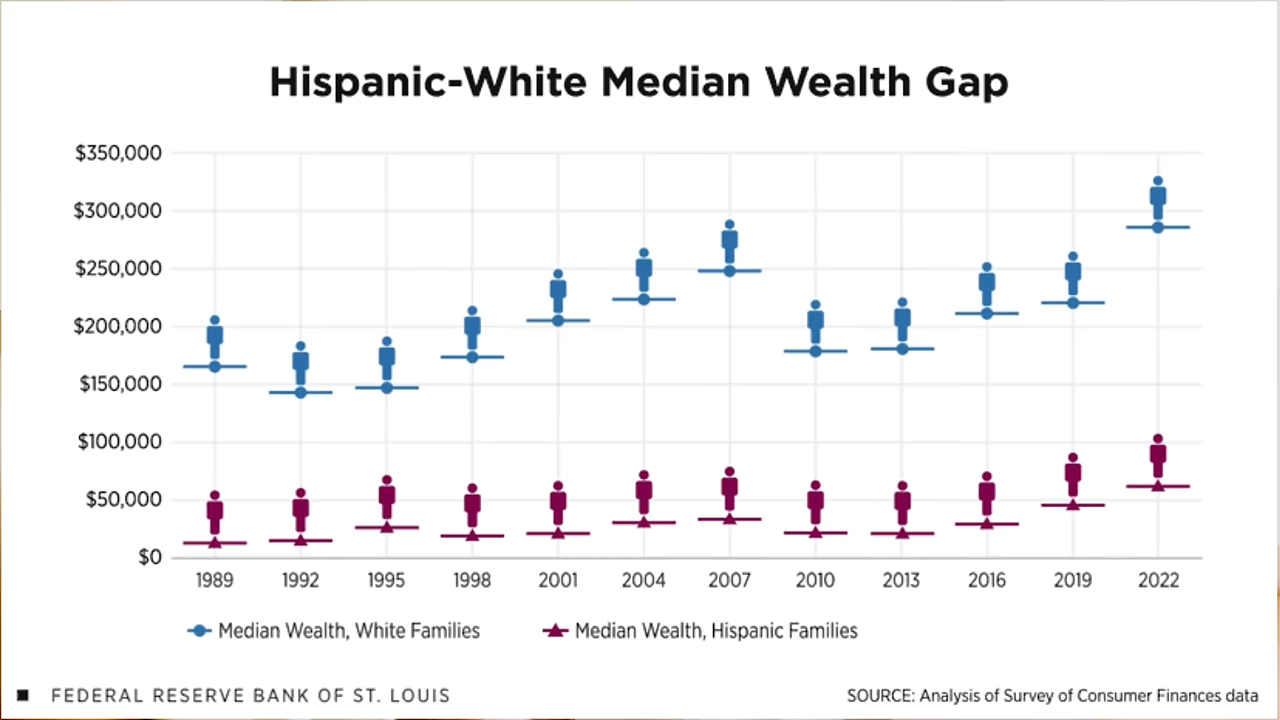 Hispanic-White Median Wealth Gap
$350,000
$300,000
$250,000
$200,000
$150,000
$100,000
$50,000
$0
1989 1992 1995 1998 2001 2004 2007 2010 2013 2016 2019 2022
Median Wealth, White Families Median Wealth, Hispanic Families
FEDERAL RESERVE BANK OF ST. LOUIS SOURCE: Analysis of Survey of Consumer Finances data